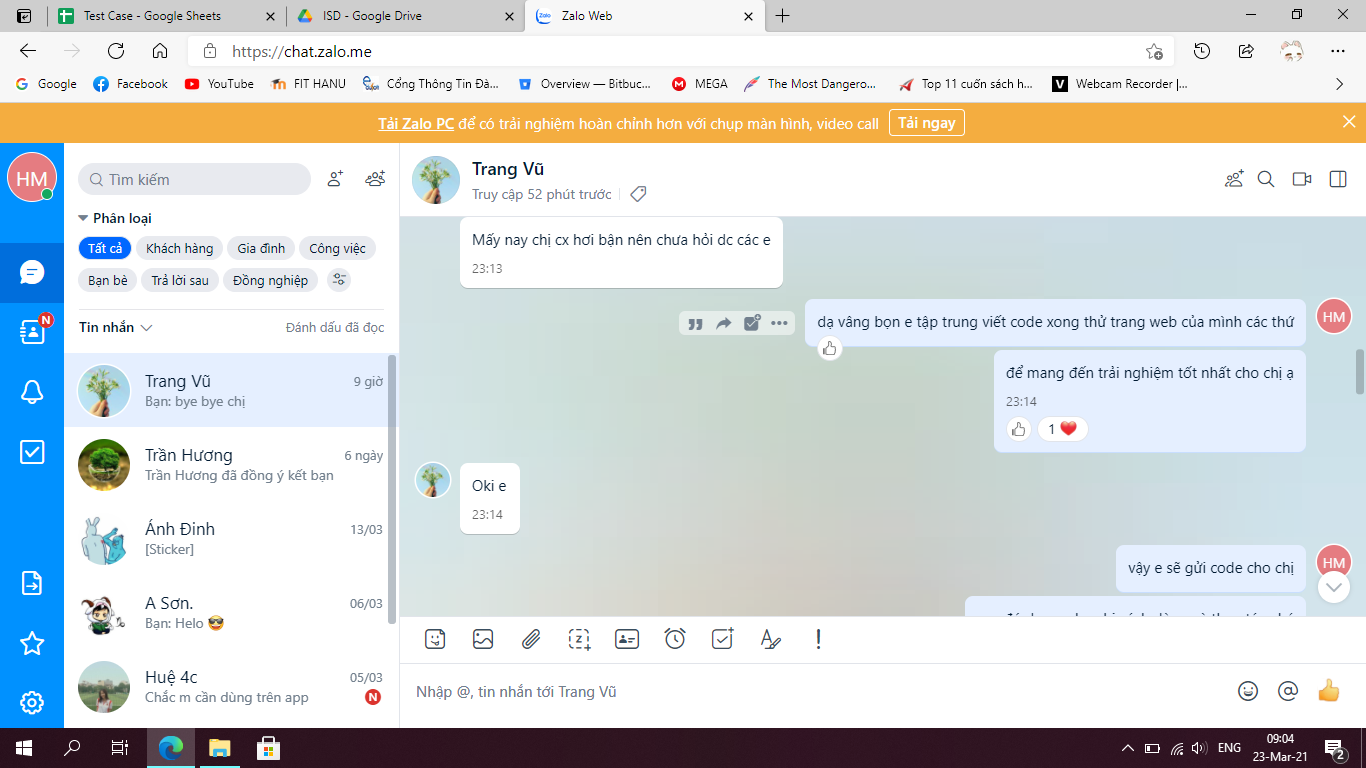 Test Case - Google Sheets
ISD - Google Drive
Zalo
Zalo Web
https://chat.zalo.me
Google
Facebook
YouTube
FIT HANU
Cổng Thông Tin Đà...
Overview — Bitbuc...
MEGA
The Most Dangero...
Top 11 cuốn sách h...
Webcam Recorder |...
Tải Zalo PC để có trải nghiệm hoàn chỉnh hơn với chụp màn hình, video call
Tải ngay
HM
Tìm kiếm
Phân loại
Tất cả
Khách hàng
Gia đình
Công việc
Bạn bè
Trả lời sau
Đồng nghiệp
Tin nhắn
Đánh dấu đã đọc
N
Trang Vũ
9 giờ
Bạn: bye bye chị
Trần Hương
6 ngày
Trần Hương đã đồng ý kết bạn
Ánh Đinh
13/03
[Sticker]
A Sơn.
06/03
Bạn: Helo 😎
Huệ 4c
05/03
Chắc m cần dùng trên app
N
Trang Vũ
Truy cập 52 phút trước
Mấy nay chị cx hơi bận nên chưa hỏi dc các e
23:13
dạ vâng bọn e tập trung viết code xong thử trang web của mình các thứ
HM
để mang đến trải nghiệm tốt nhất cho chị ạ
23:14
1 ❤️
Oki e
23:14
vậy e sẽ gửi code cho chị
HM
Nhập @, tin nhắn tới Trang Vũ
ENG
09:04
23-Mar-21
2